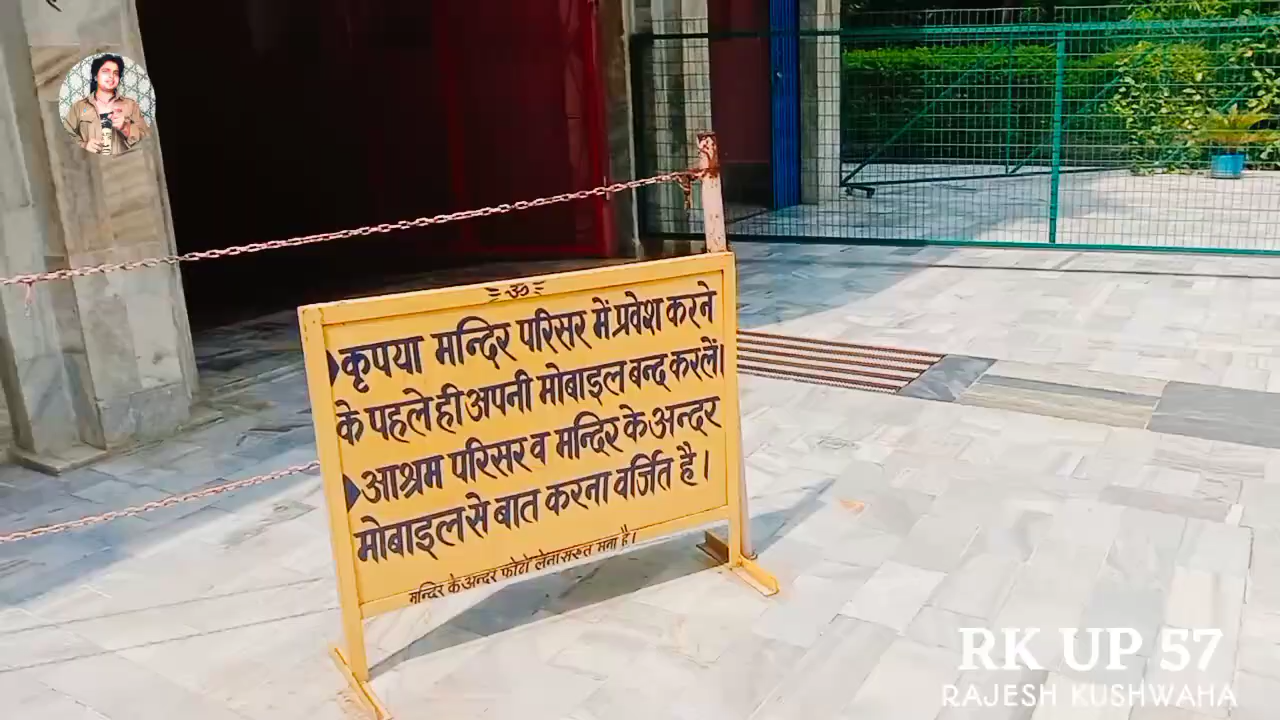 ॐ
कृपया मन्दिर परिसर में प्रवेश करने
के पहले ही अपनी मोबाइल बन्द करलें।
आश्रम परिसर व मन्दिर के अन्दर
मोबाइल से बात करना वर्जित है।
मन्दिर के अन्दर फोटो लेना सख्त मना है।
RK UP 57
RAJESH KUSHWAHA